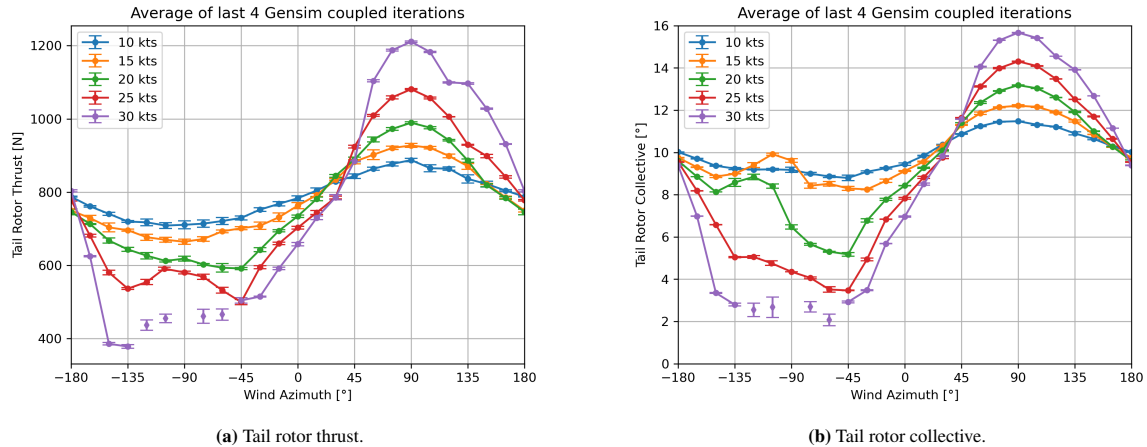 Average of last 4 Gensim coupled iterations
10 kts
15 kts
20 kts
25 kts
30 kts
Tail Rotor Thrust [N]
1200
1000
800
600
400
−180 −135 −90 −45 0 45 90 135 180
Wind Azimuth [°]
(a) Tail rotor thrust.
Average of last 4 Gensim coupled iterations
10 kts
15 kts
20 kts
25 kts
30 kts
Tail Rotor Collective [°]
16
14
12
10
8
6
4
2
0
−180 −135 −90 −45 0 45 90 135 180
Wind Azimuth [°]
(b) Tail rotor collective.